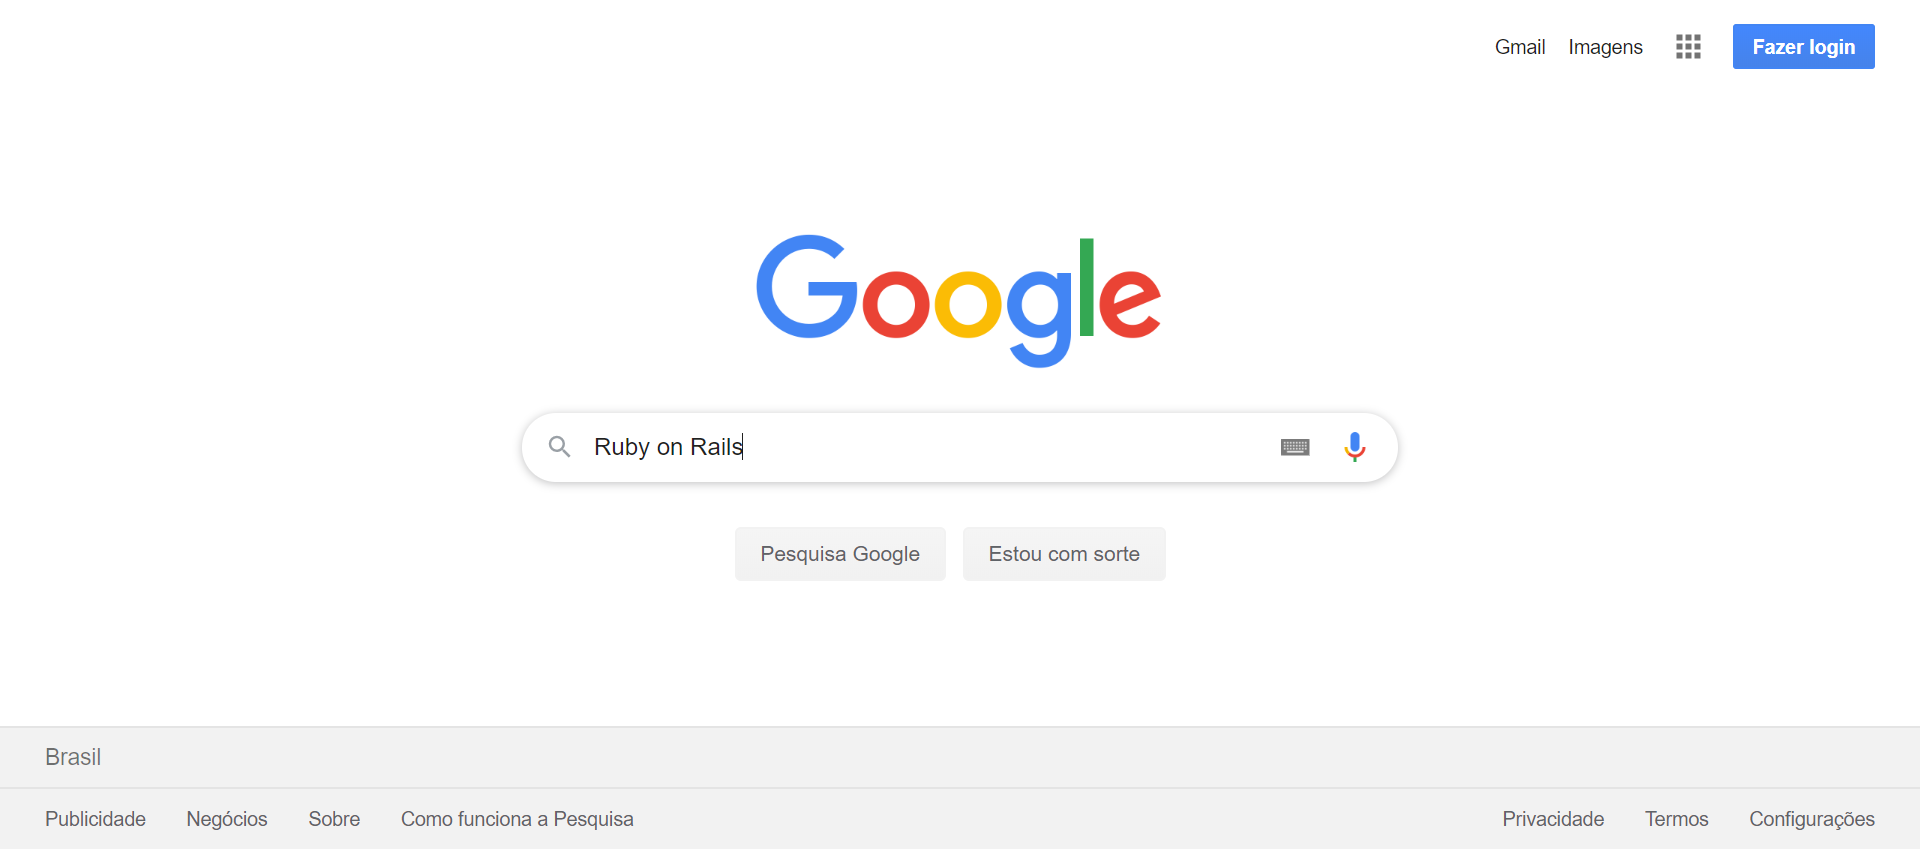 Gmail Imagens Fazer login
Google
Ruby on Rails
Pesquisa Google Estou com sorte
Brasil
Publicidade Negócios Sobre Como funciona a Pesquisa Privacidade Termos Configurações